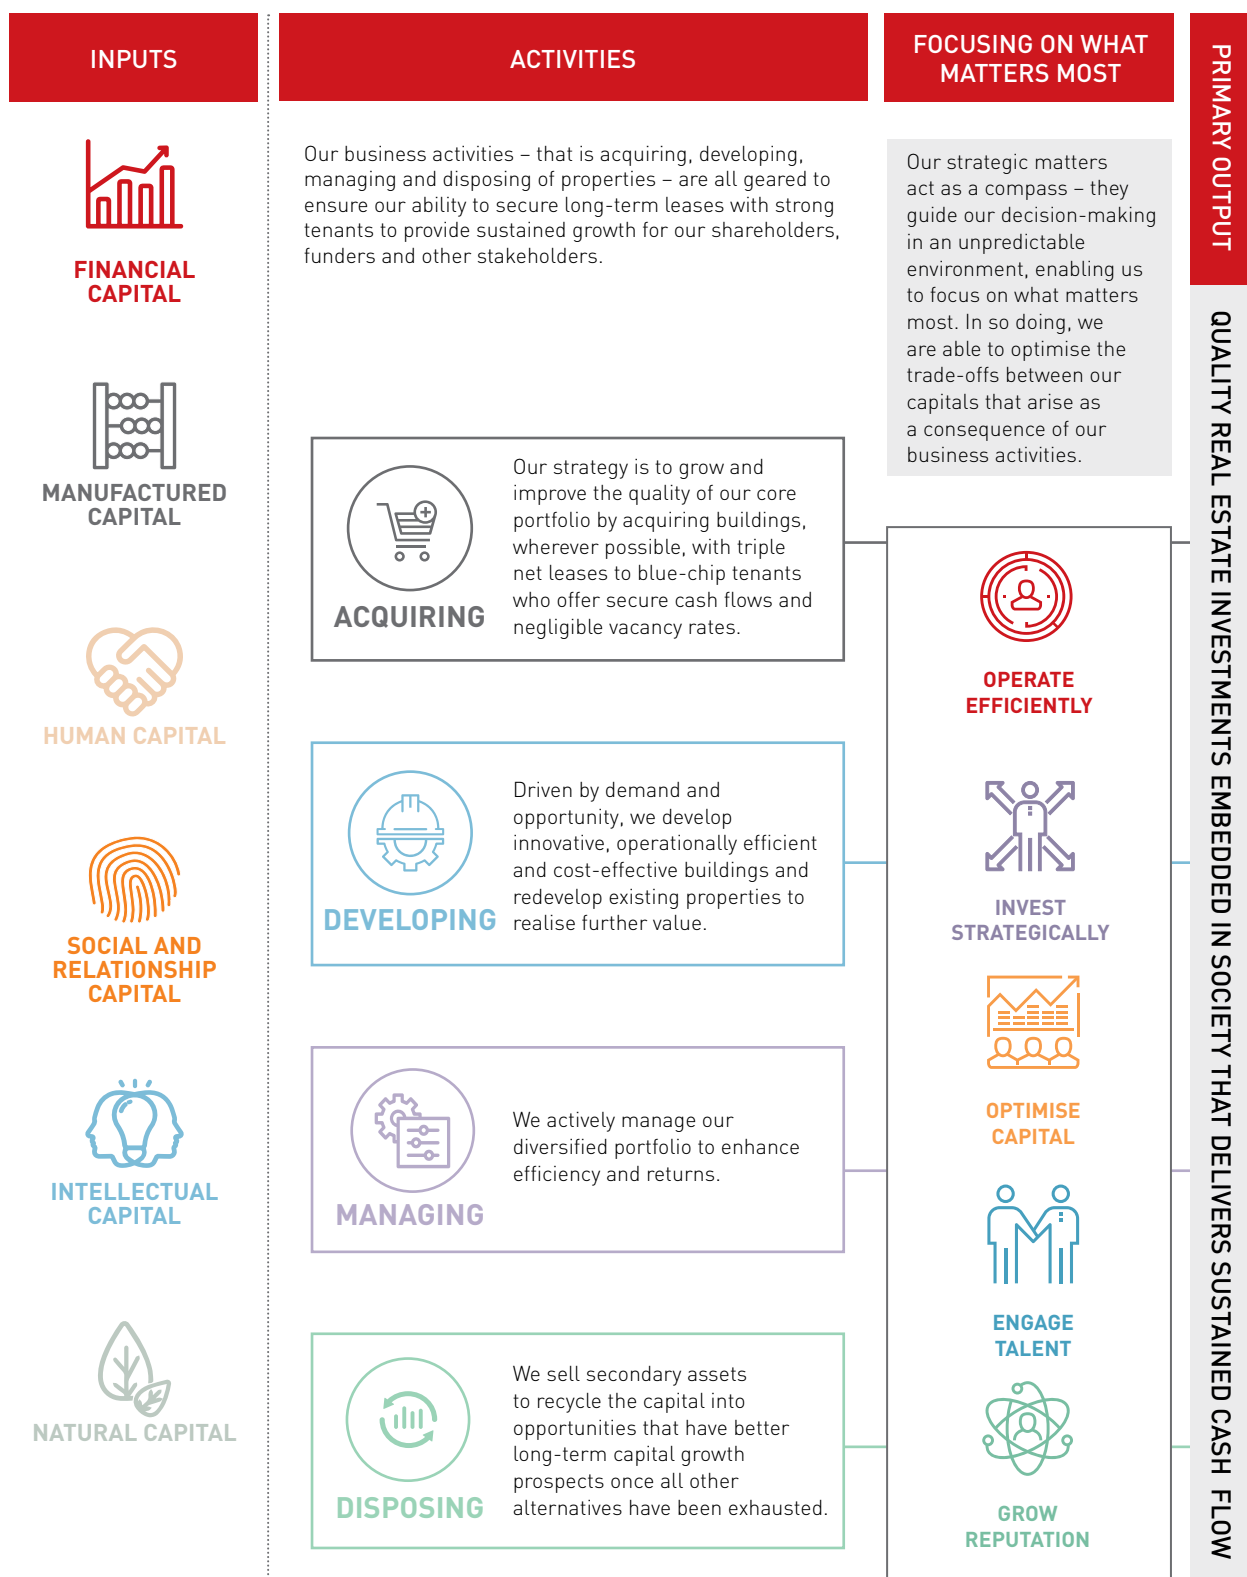 INPUTS
FINANCIAL
CAPITAL
MANUFACTURED
CAPITAL
HUMAN CAPITAL
SOCIAL AND
RELATIONSHIP
CAPITAL
INTELLECTUAL
CAPITAL
NATURAL CAPITAL
ACTIVITIES
Our business activities – that is acquiring, developing,
managing and disposing of properties – are all geared to
ensure our ability to secure long-term leases with strong
tenants to provide sustained growth for our shareholders,
funders and other stakeholders.
ACQUIRING
Our strategy is to grow and
improve the quality of our core
portfolio by acquiring buildings,
wherever possible, with triple
net leases to blue-chip tenants
who offer secure cash flows and
negligible vacancy rates.
DEVELOPING
Driven by demand and
opportunity, we develop
innovative, operationally efficient
and cost-effective buildings and
redevelop existing properties to
realise further value.
MANAGING
We actively manage our
diversified portfolio to enhance
efficiency and returns.
DISPOSING
We sell secondary assets
to recycle the capital into
opportunities that have better
long-term capital growth
prospects once all other
alternatives have been exhausted.
FOCUSING ON WHAT
MATTERS MOST
Our strategic matters
act as a compass – they
guide our decision-making
in an unpredictable
environment, enabling us
to focus on what matters
most. In so doing, we
are able to optimise the
trade-offs between our
capitals that arise as
a consequence of our
business activities.
OPERATE
EFFICIENTLY
INVEST
STRATEGICALLY
OPTIMISE
CAPITAL
ENGAGE
TALENT
GROW
REPUTATION
PRIMARY OUTPUT
QUALITY REAL ESTATE INVESTMENTS EMBEDDED IN SOCIETY THAT DELIVERS SUSTAINED CASH FLOW